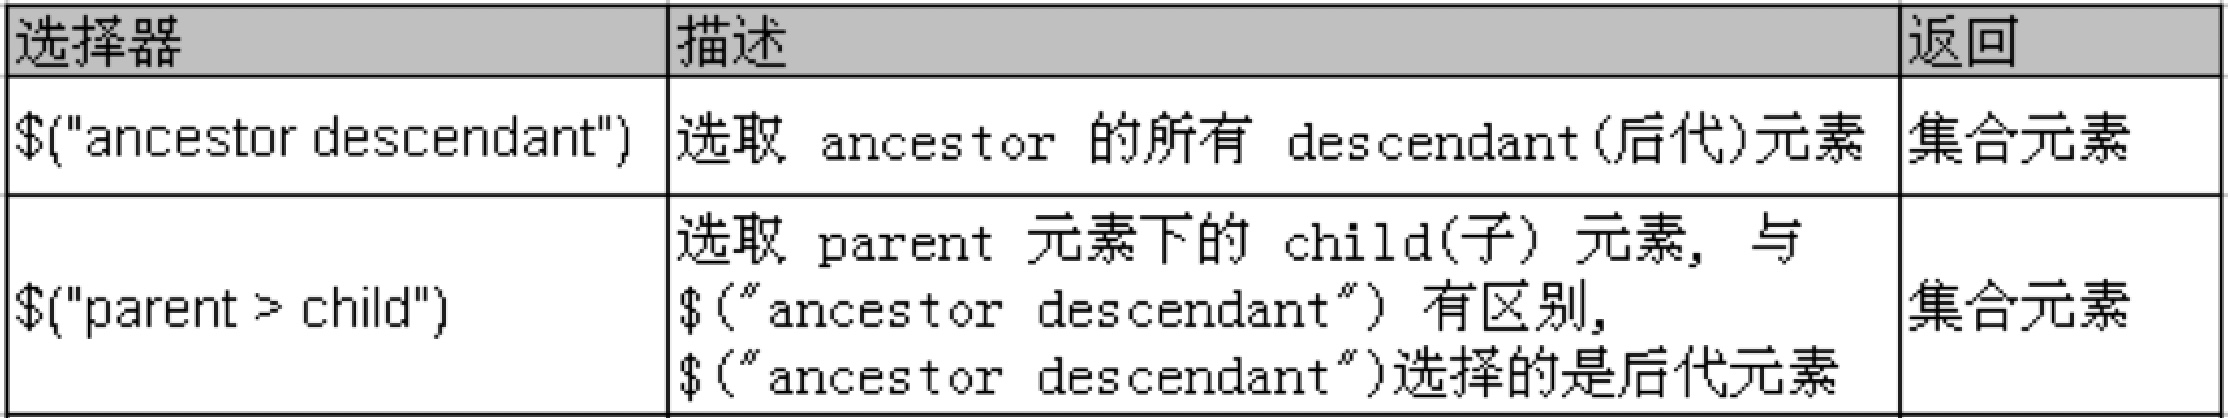 选择器 描述 返回
$("ancestor descendant") 选取 ancestor 的所有 descendant(后代)元素 集合元素
选取 parent 元素下的 child(子) 元素, 与
$("parent > child") $("ancestor descendant") 有区别, 集合元素
$("ancestor descendant")选择的是后代元素